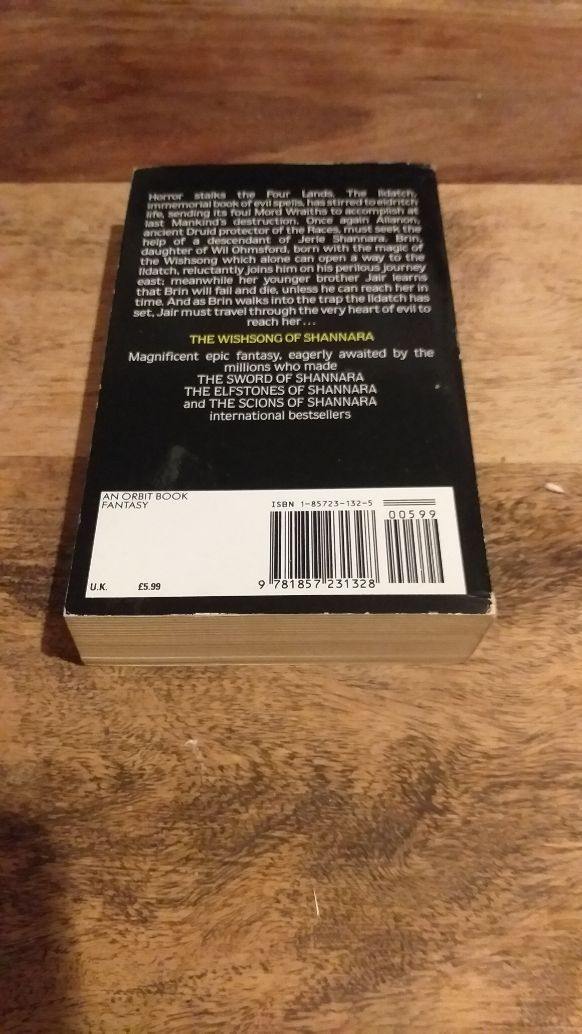 Horror stalks the Four Lands. The Ildatch,
immemorial book of evil spells, has stirred to eldritch
life, sending its foul Mord Wraiths to accomplish at
last Mankind's destruction. Once again Allanon,
ancient Druid protector of the Races, must seek the
help of a descendant of Jerle Shannara. Brin,
daughter of Wil Ohmsford, born with the magic of
the Wishsong which alone can open a way to the
Ildatch, reluctantly joins him on his perilous journey
east; meanwhile her younger brother Jair learns
that Brin will fail and die, unless he can reach her in
time. And as Brin walks into the trap the Ildatch has
set, Jair must travel through the very heart of evil to
reach her...
THE WISHSONG OF SHANNARA
Magnificent epic fantasy, eagerly awaited by the
millions who made
THE SWORD OF SHANNARA
THE ELFSTONES OF SHANNARA
and THE SCIONS OF SHANNARA
international bestsellers
AN ORBIT BOOK
FANTASY
U.K. £5.99
ISBN 1-85723-132-5
00599
9 781857 231328